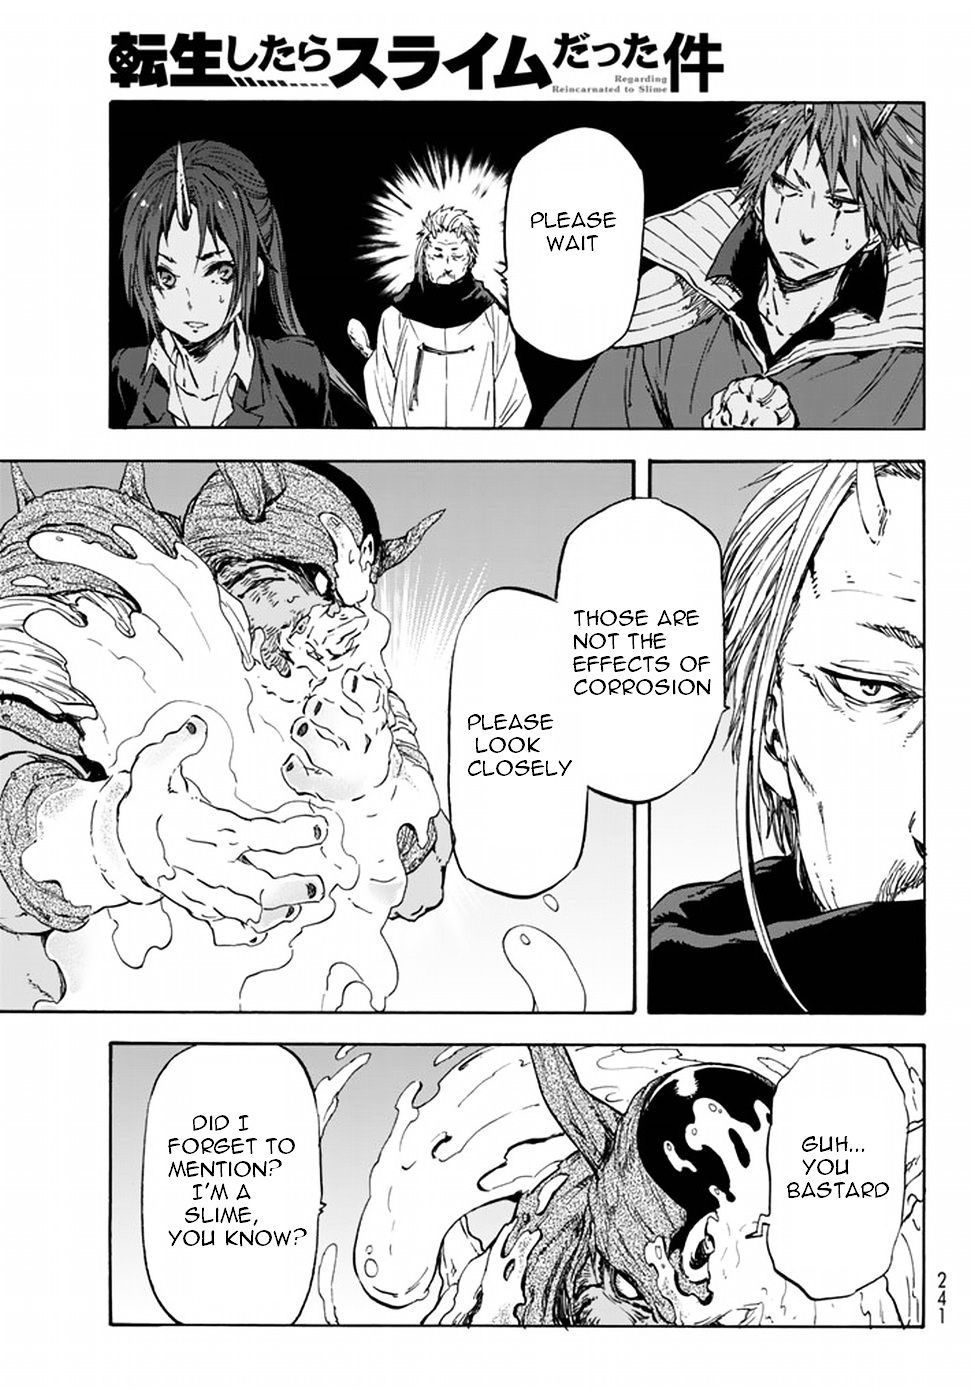 転生したらスライムだった件
Regarding
Reincarnated to Slime
PLEASE
WAIT
THOSE ARE
NOT THE
EFFECTS OF
CORROSION
PLEASE
LOOK
CLOSELY
GUH...
YOU
BASTARD
DID I
FORGET TO
MENTION?
I'M A
SLIME,
YOU KNOW?
241